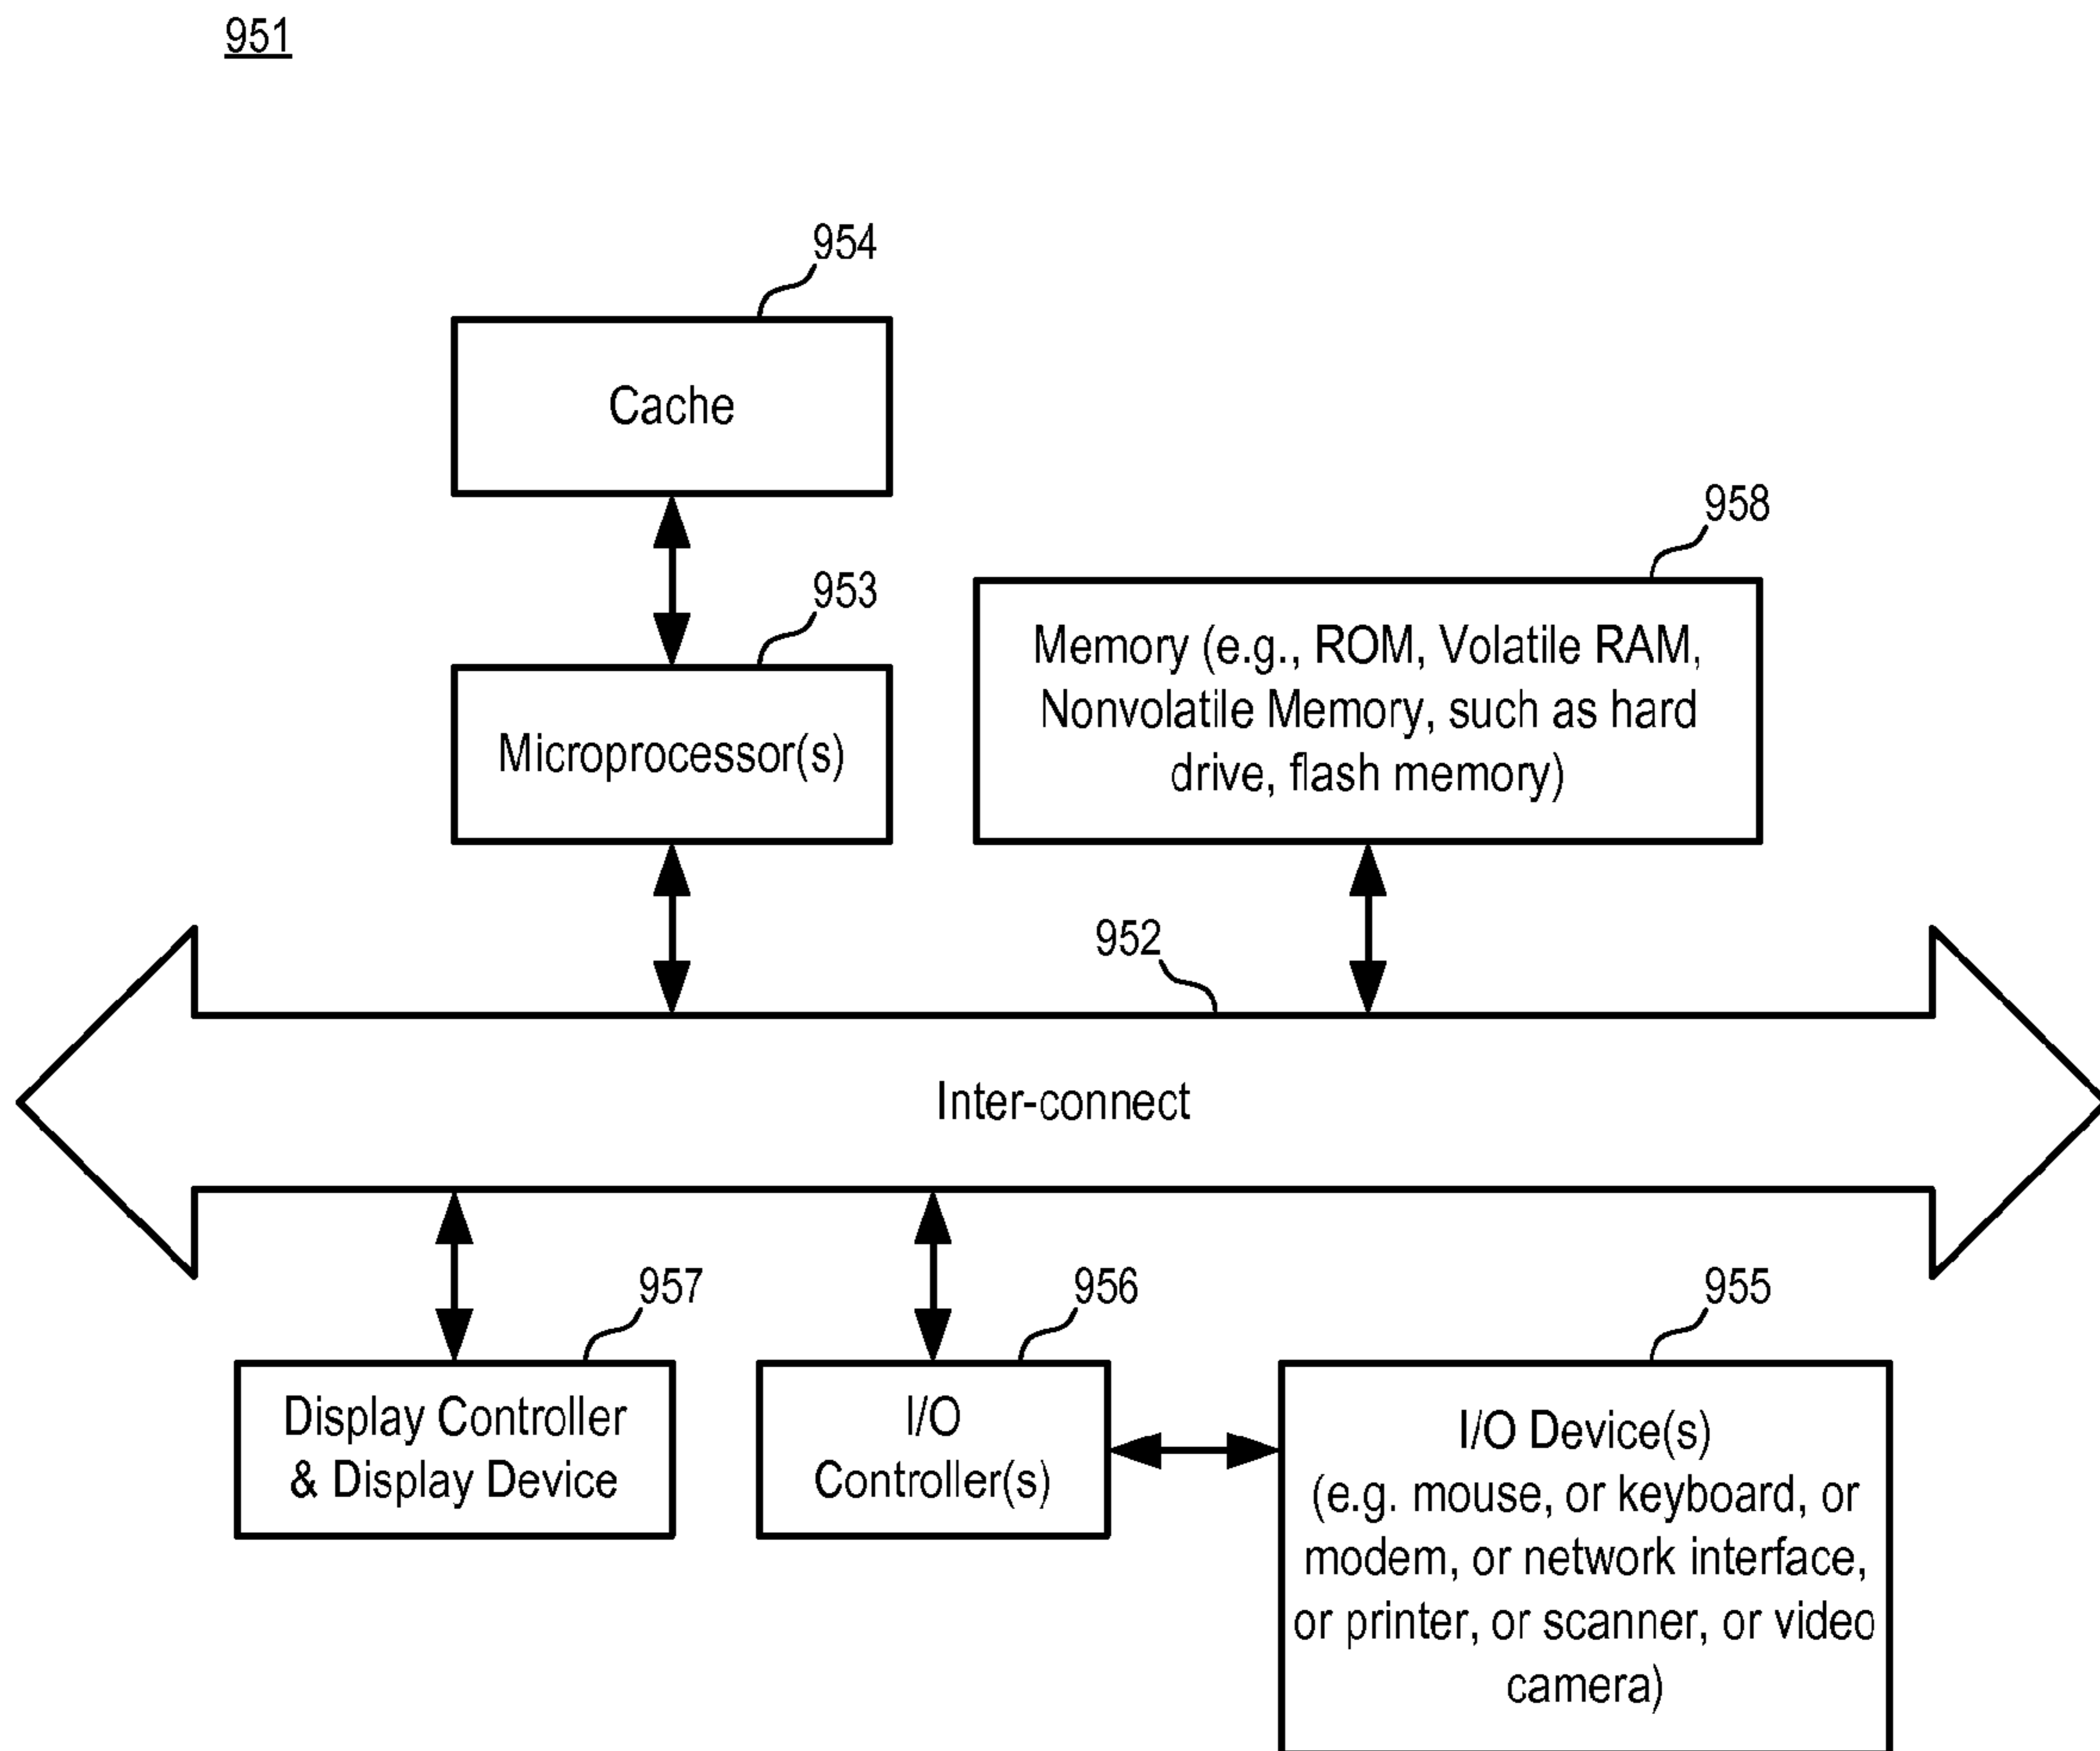 951
954
Cache
958
953
Memory (e.g., ROM, Volatile RAM,
Nonvolatile Memory, such as hard
drive, flash memory)
Microprocessor(s)
952
Inter-connect
957
956
955
Display Controller
& Display Device
I/O
Controller(s)
I/O Device(s)
(e.g. mouse, or keyboard, or
modem, or network interface,
or printer, or scanner, or video
camera)